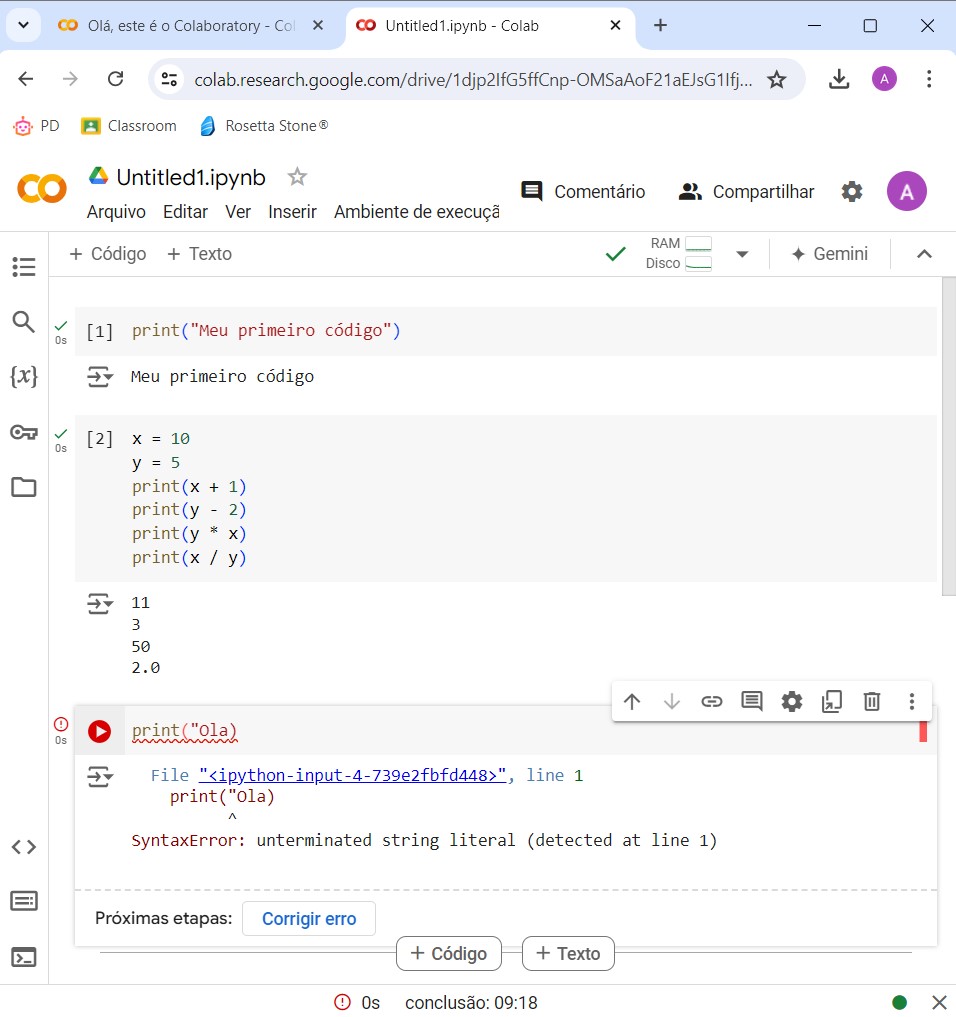 Olá, este é o Colaboratory - Col
Untitled1.ipynb - Colab
colab.research.google.com/drive/1djp2IfG5ffCnp-OMSaAoF21aEJsG1Ifj...
A
PD
Classroom
Rosetta Stone®
Untitled1.ipynb
Comentário
Compartilhar
A
Arquivo Editar Ver Inserir Ambiente de execuçã
+ Código + Texto
RAM
Disco
Gemini
0s
[1] print("Meu primeiro código")
Meu primeiro código
0s
[2] x = 10
y = 5
print(x + 1)
print(y - 2)
print(y * x)
print(x / y)
11
3
50
2.0
0s
print("Ola)
File "<ipython-input-4-739e2fbfd448>", line 1
print("Ola)
^
SyntaxError: unterminated string literal (detected at line 1)
Próximas etapas: Corrigir erro
+ Código + Texto
0s conclusão: 09:18